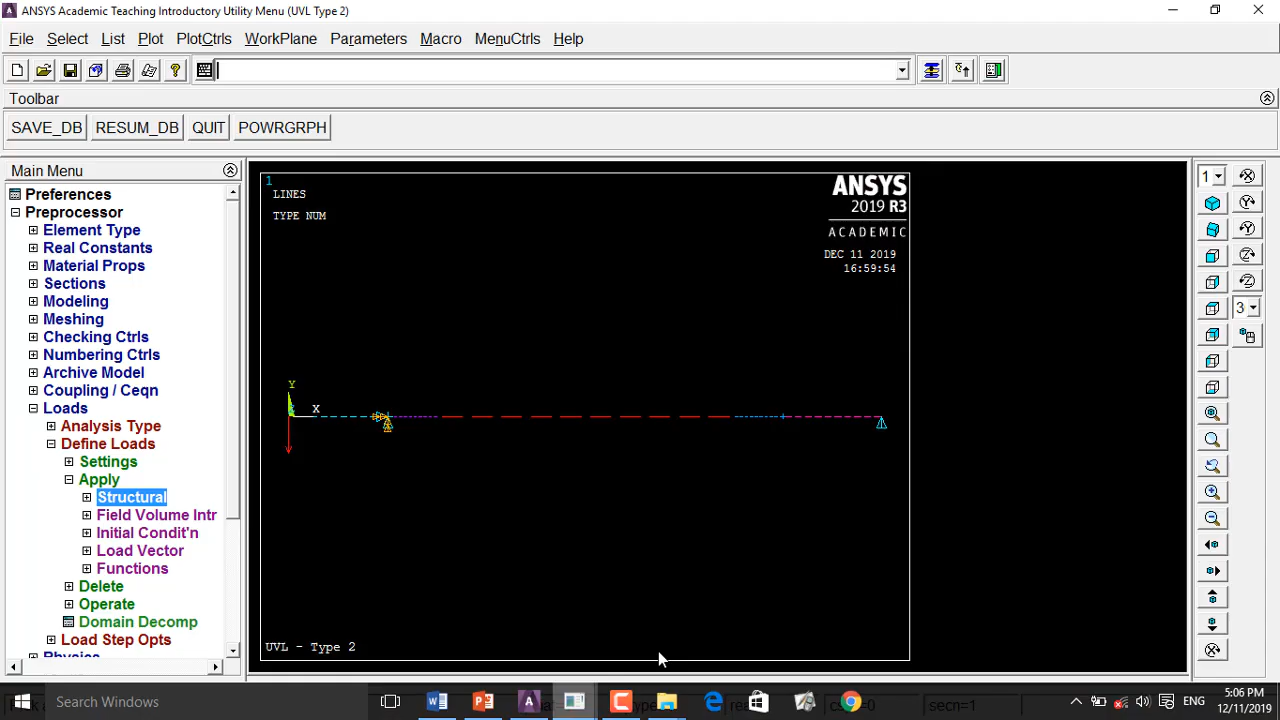 ANSYS Academic Teaching Introductory Utility Menu (UVL Type 2)
File Select List Plot PlotCtrls WorkPlane Parameters Macro MenuCtrls Help
Toolbar
SAVE_DB RESUM_DB QUIT POWRGRPH
Main Menu
Preferences
Preprocessor
Element Type
Real Constants
Material Props
Sections
Modeling
Meshing
Checking Ctrls
Numbering Ctrls
Archive Model
Coupling / Ceqn
Loads
Analysis Type
Define Loads
Settings
Apply
Structural
Field Volume Intr
Initial Condit'n
Load Vector
Functions
Delete
Operate
Domain Decomp
Load Step Opts
Physics
1
LINES
TYPE NUM
ANSYS
2019 R3
ACADEMIC
DEC 11 2019
16:59:54
Y
X
UVL - Type 2
1
3
Search Windows
secn=1
ENG
5:06 PM
12/11/2019